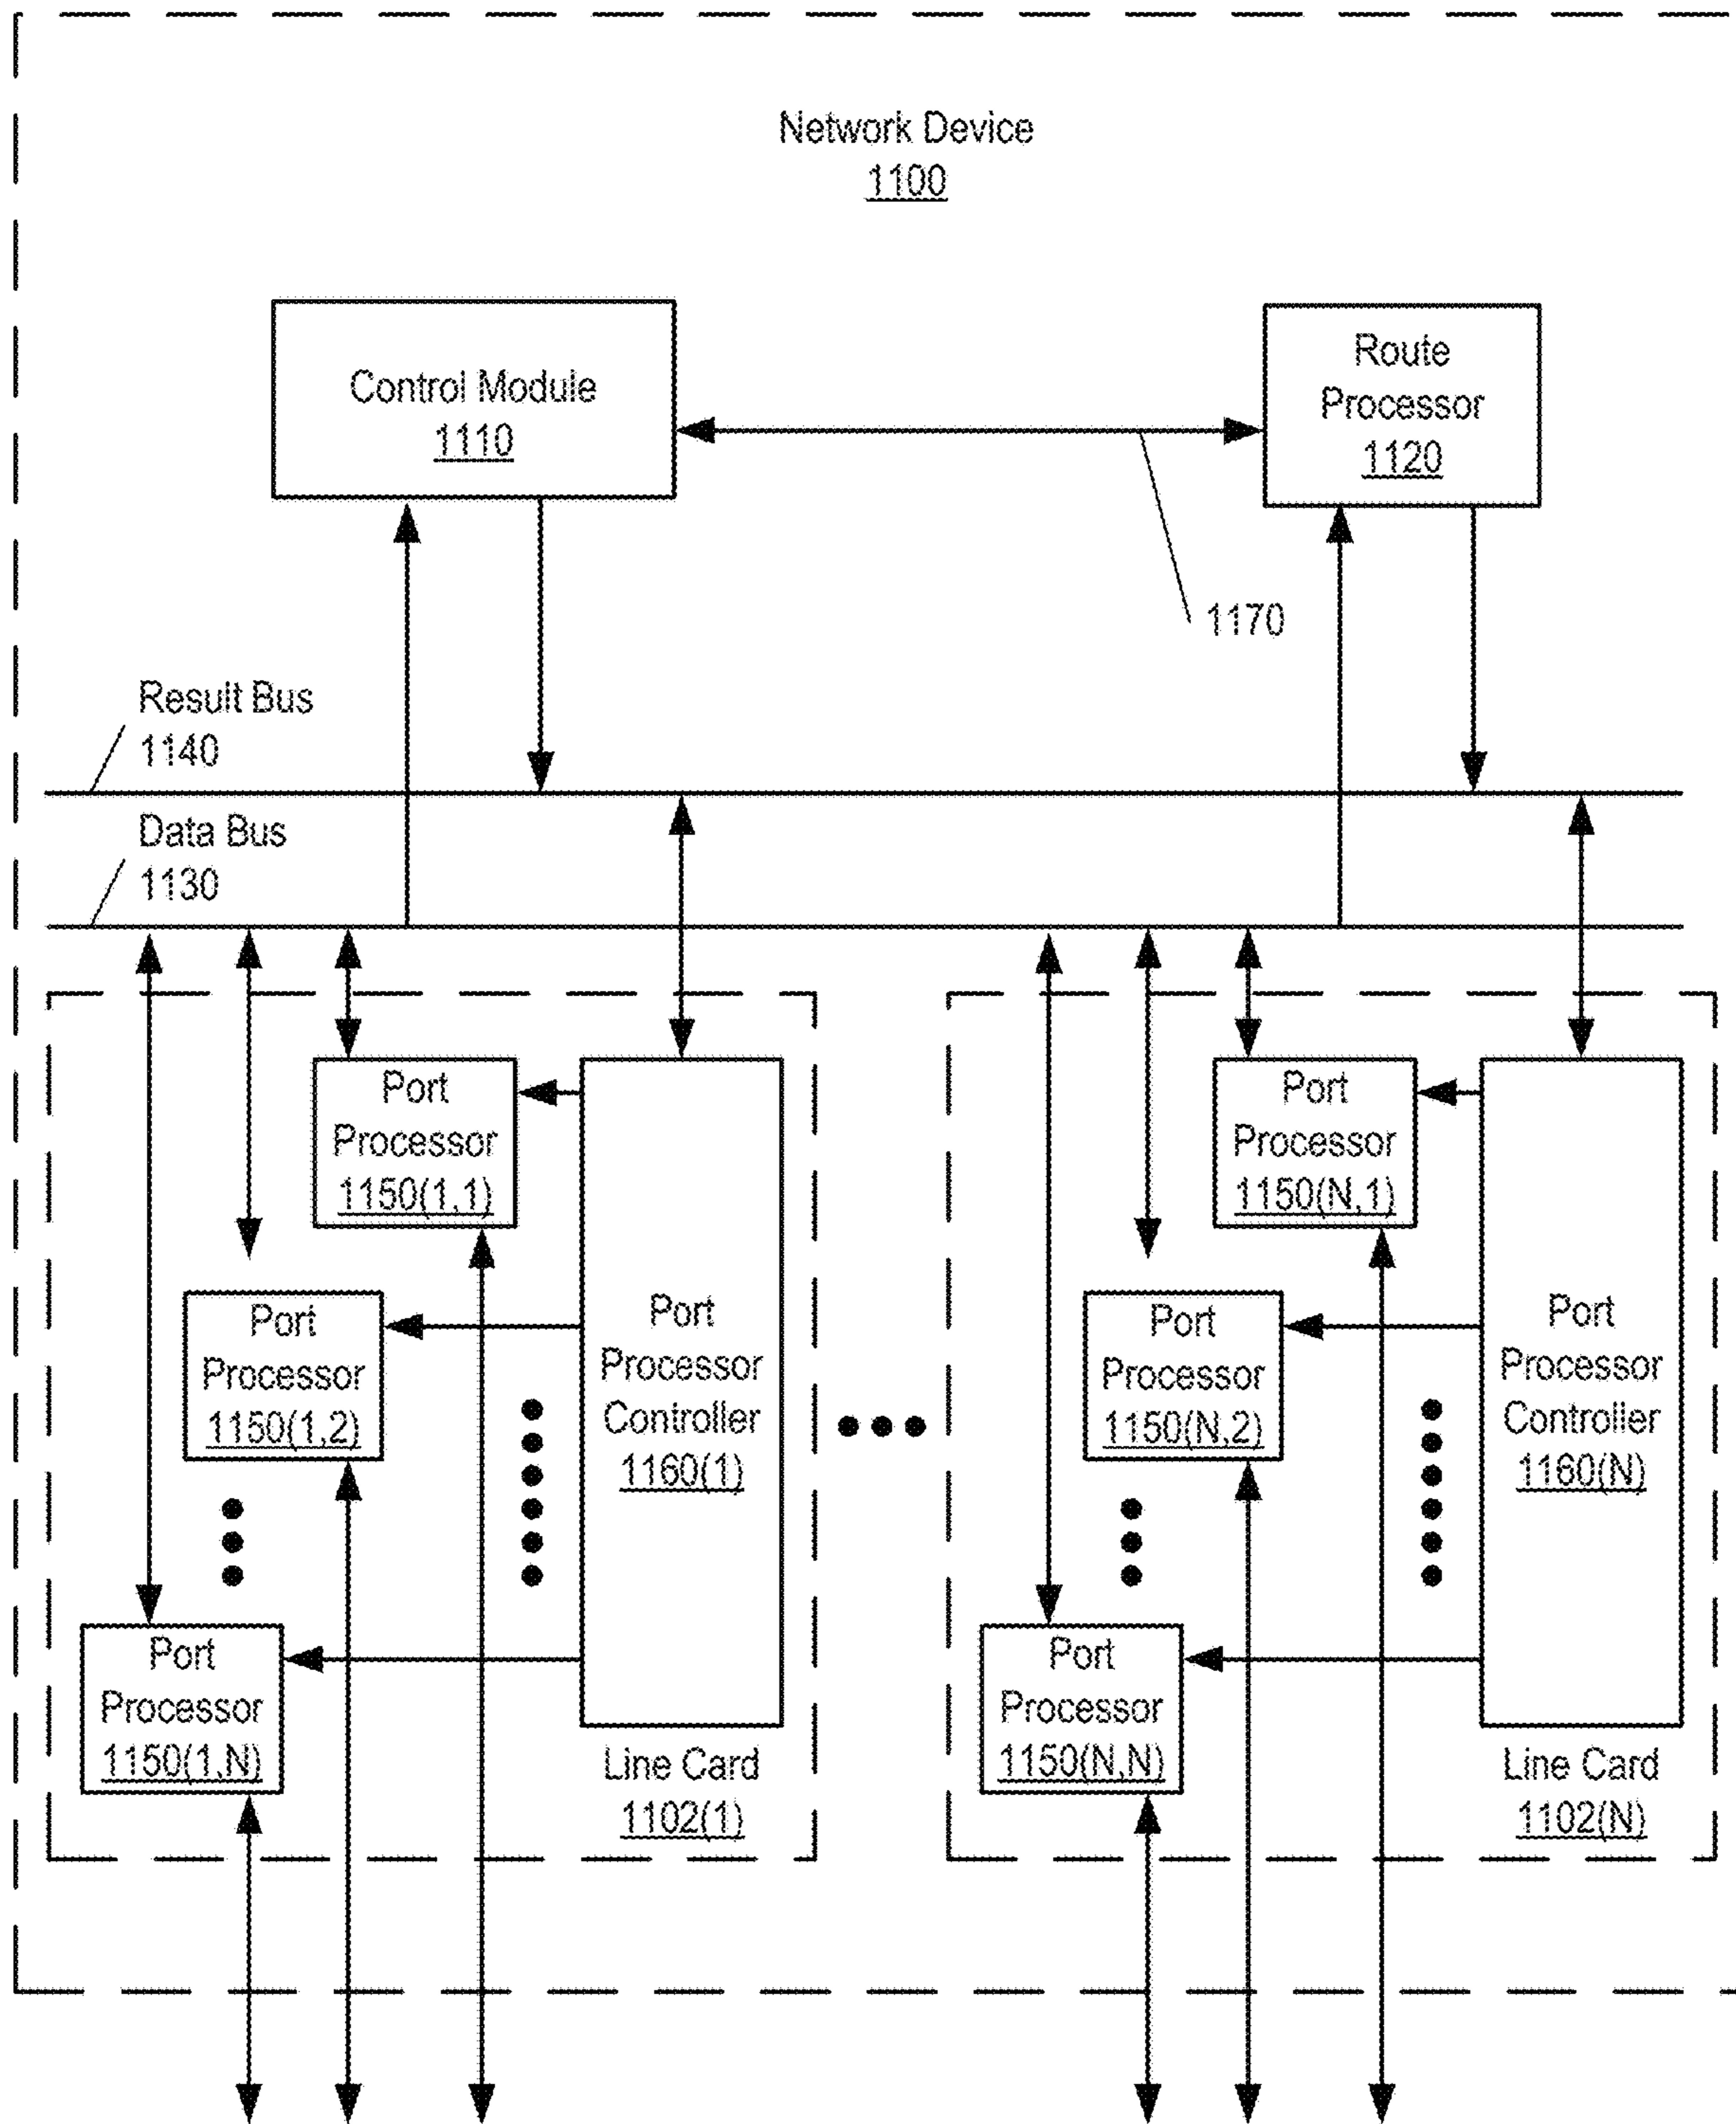 Network Device
1100
Control Module
1110
Route
Processor
1120
1170
Result Bus
1140
Data Bus
1130
Port
Processor
1150(1,1)
Port
Processor
1150(1,2)
Port
Processor
1150(1,N)
Port
Processor
Controller
1160(1)
Line Card
1102(1)
Port
Processor
1150(N,1)
Port
Processor
1150(N,2)
Port
Processor
1150(N,N)
Port
Processor
Controller
1160(N)
Line Card
1102(N)